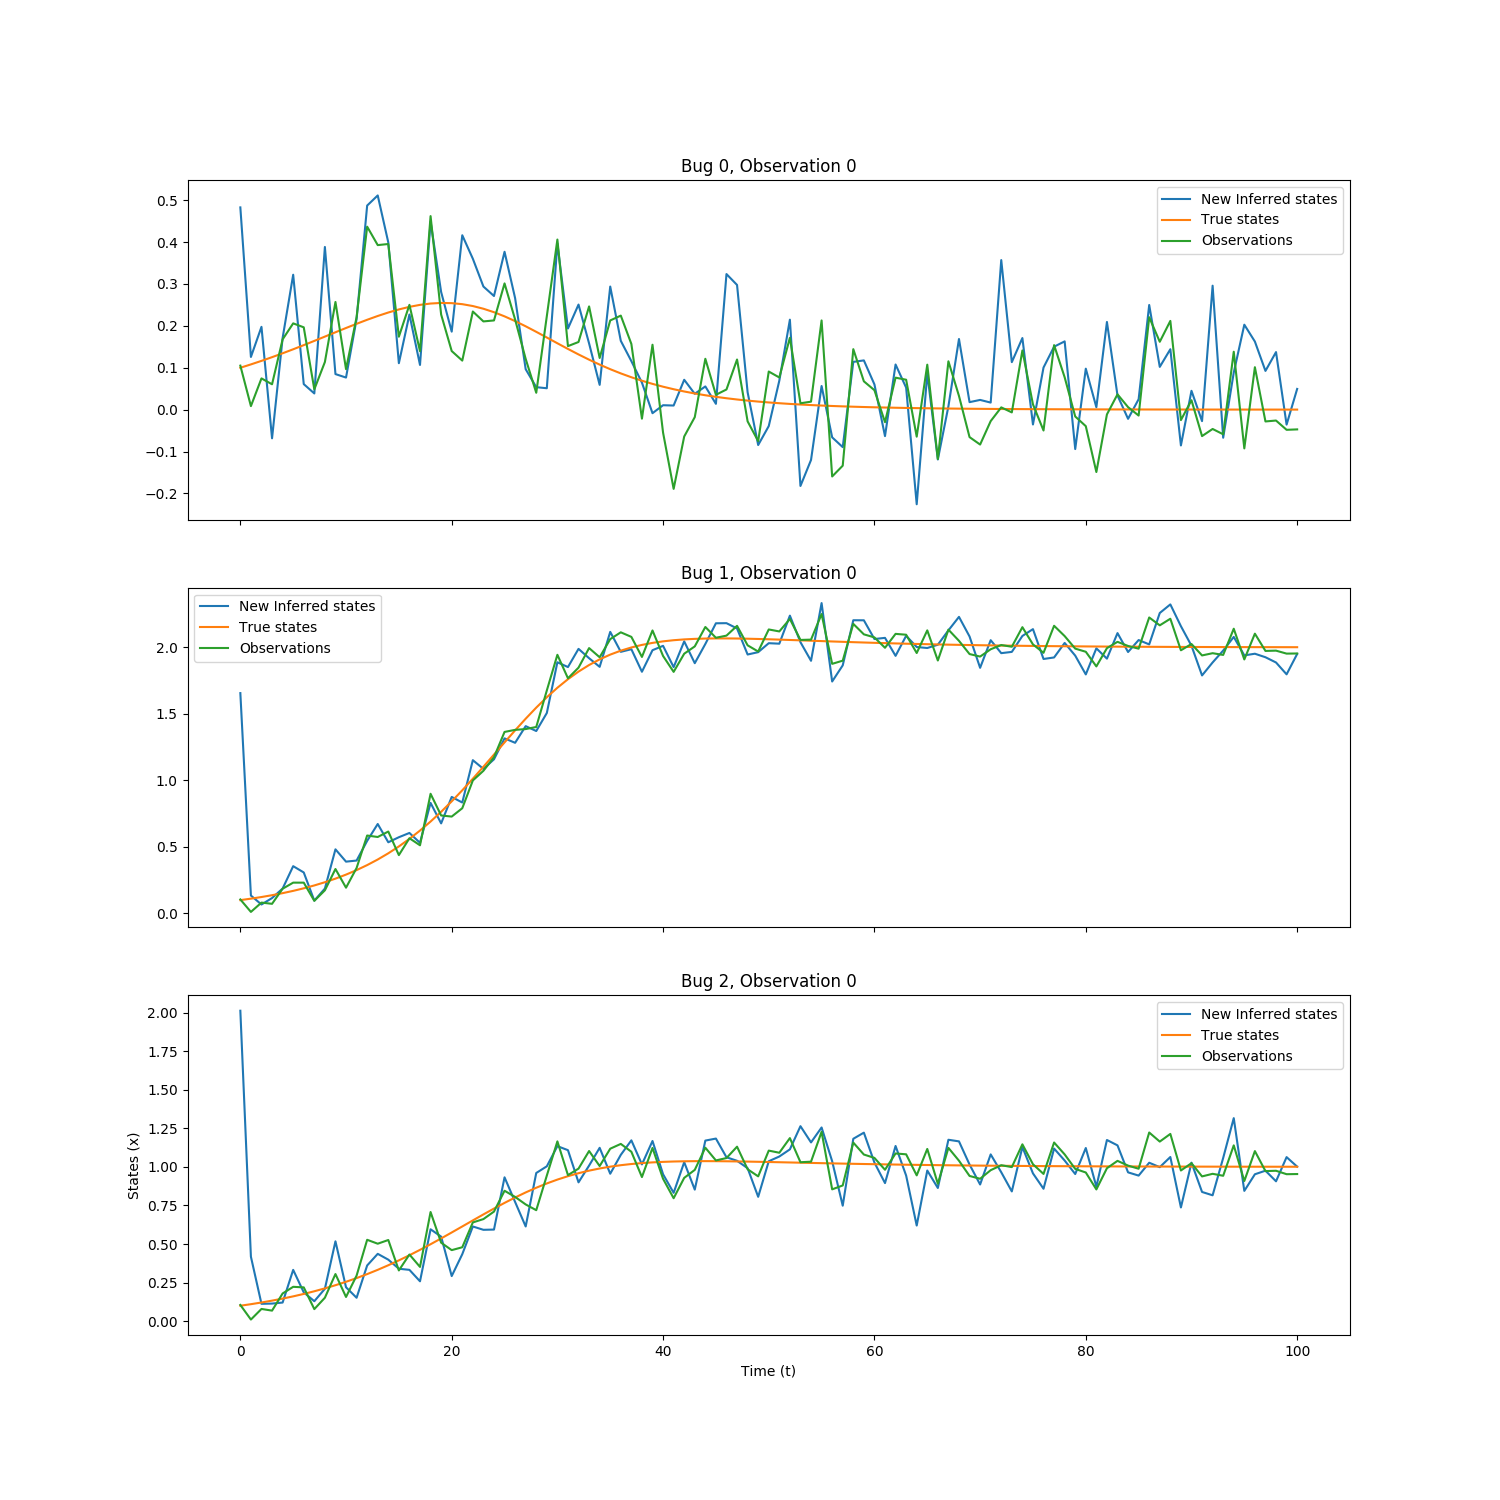 Bug 0, Observation 0
0.5
0.4
0.3
0.2
0.1
0.0
−0.1
−0.2
New Inferred states
True states
Observations
Bug 1, Observation 0
2.0
1.5
1.0
0.5
0.0
New Inferred states
True states
Observations
Bug 2, Observation 0
States (x)
2.00
1.75
1.50
1.25
1.00
0.75
0.50
0.25
0.00
New Inferred states
True states
Observations
0 20 40 60 80 100
Time (t)